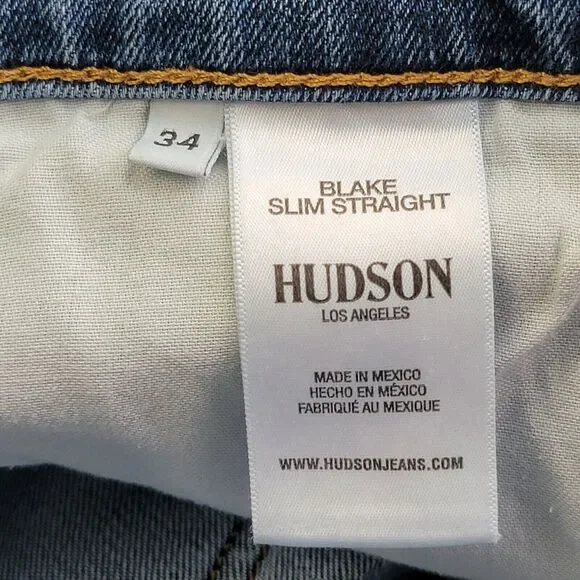 34
BLAKE
SLIM STRAIGHT
HUDSON
LOS ANGELES
MADE IN MEXICO
HECHO EN MÉXICO
FABRIQUÉ AU MEXIQUE
WWW.HUDSONJEANS.COM